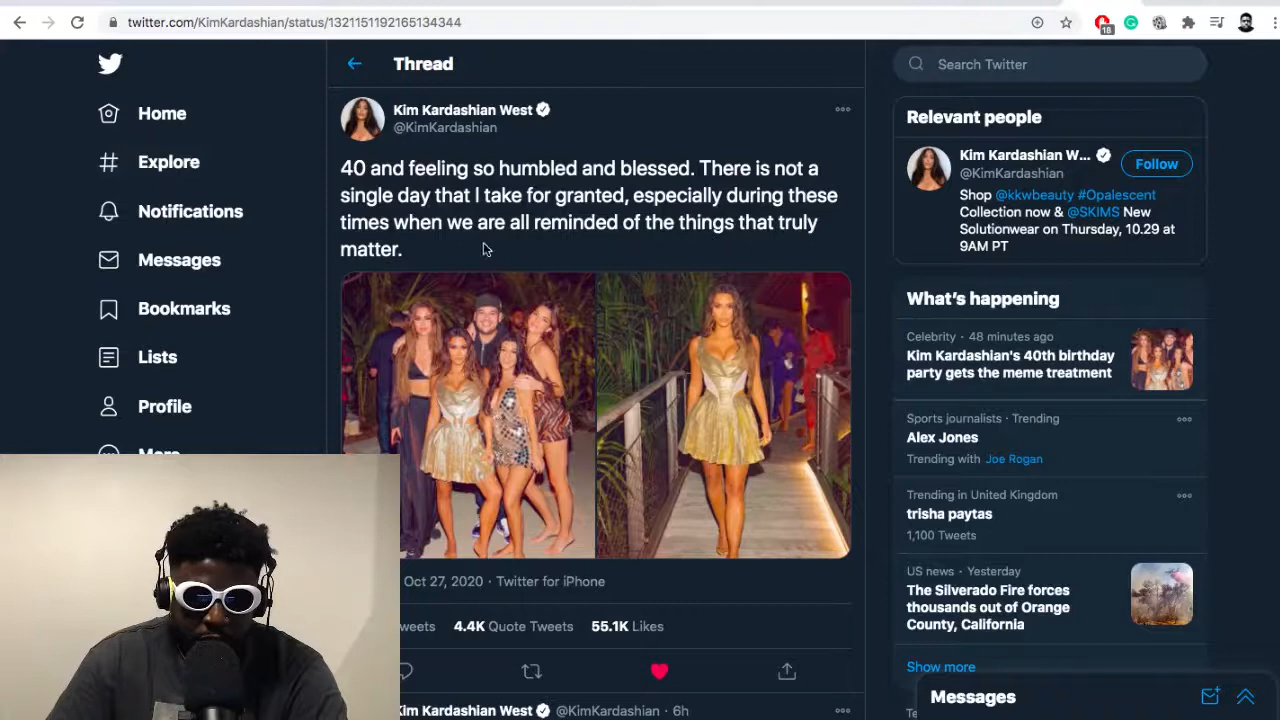 twitter.com/KimKardashian/status/1321151192165134344
18
Home
Explore
Notifications
Messages
Bookmarks
Lists
Profile
More
Thread
Kim Kardashian West
@KimKardashian
40 and feeling so humbled and blessed. There is not a
single day that I take for granted, especially during these
times when we are all reminded of the things that truly
matter.
Oct 27, 2020 · Twitter for iPhone
weets 4.4K Quote Tweets 55.1K Likes
Kim Kardashian West @KimKardashian · 6h
Search Twitter
Relevant people
Kim Kardashian W...
@KimKardashian
Follow
Shop @kkwbeauty #Opalescent
Collection now & @SKIMS New
Solutionwear on Thursday, 10.29 at
9AM PT
What's happening
Celebrity · 48 minutes ago
Kim Kardashian's 40th birthday
party gets the meme treatment
Sports journalists · Trending
Alex Jones
Trending with Joe Rogan
Trending in United Kingdom
trisha paytas
1,100 Tweets
US news · Yesterday
The Silverado Fire forces
thousands out of Orange
County, California
Show more
Messages